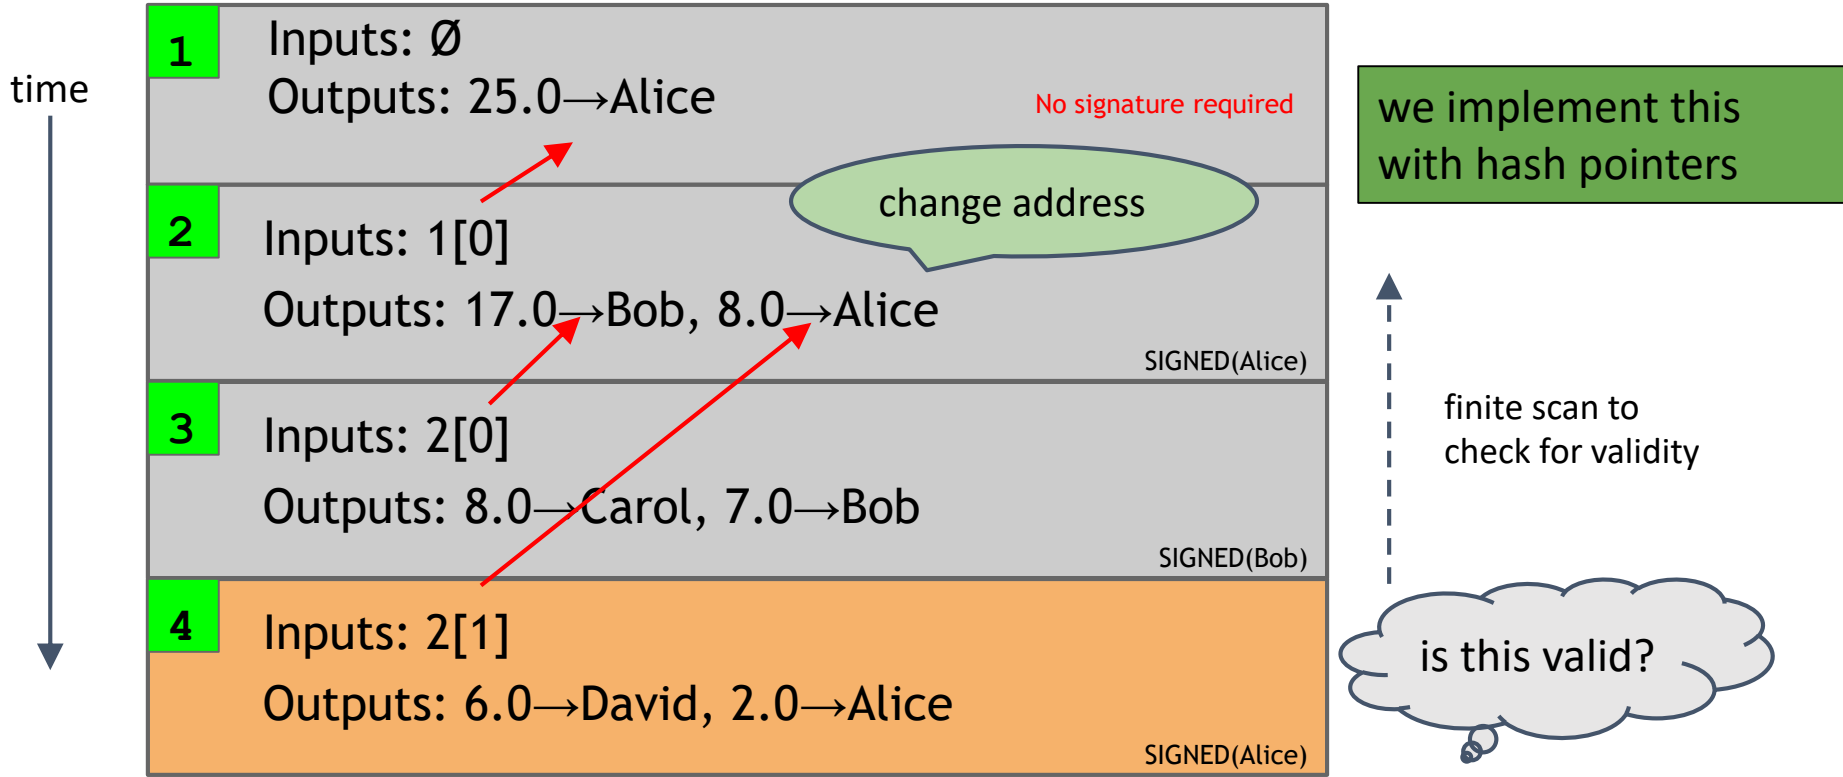 time
1
Inputs: Ø
Outputs: 25.0→Alice
No signature required
we implement this
with hash pointers
change address
2
Inputs: 1[0]
Outputs: 17.0→Bob, 8.0→Alice
SIGNED(Alice)
3
Inputs: 2[0]
Outputs: 8.0→Carol, 7.0→Bob
SIGNED(Bob)
finite scan to
check for validity
4
Inputs: 2[1]
Outputs: 6.0→David, 2.0→Alice
SIGNED(Alice)
is this valid?